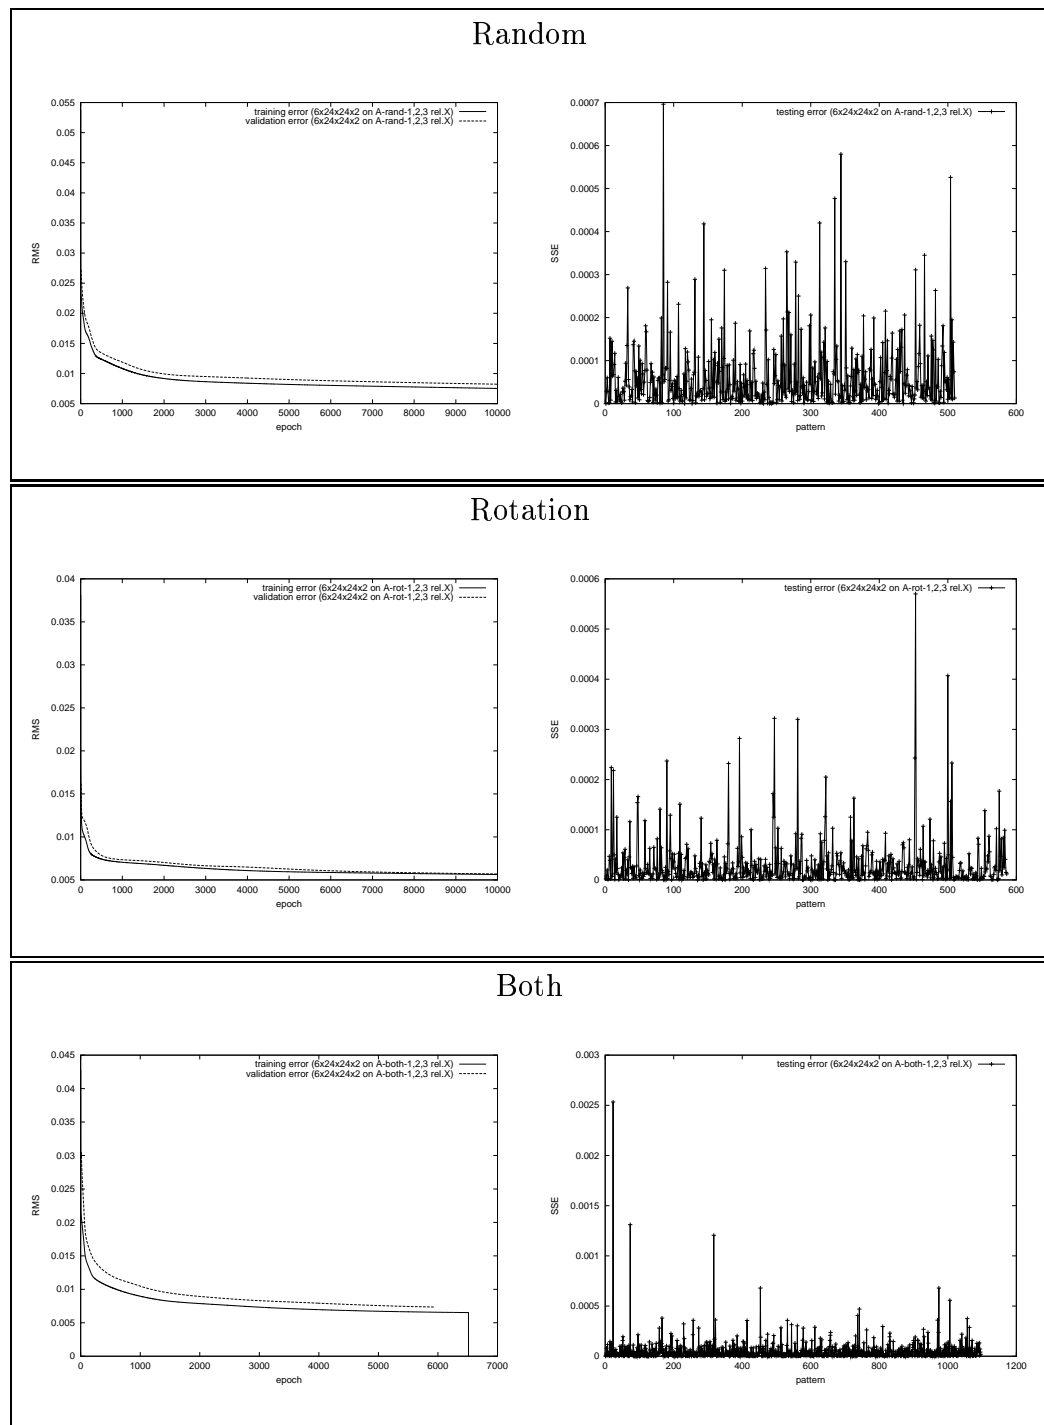 Random
training error (6x24x24x2 on A-rand-1,2,3 rel.X)
validation error (6x24x24x2 on A-rand-1,2,3 rel.X)
0.055
0.05
0.045
0.04
0.035
0.03
0.025
0.02
0.015
0.01
0.005
RMS
0 1000 2000 3000 4000 5000 6000 7000 8000 9000 10000
epoch
testing error (6x24x24x2 on A-rand-1,2,3 rel.X)
0.0007
0.0006
0.0005
0.0004
0.0003
0.0002
0.0001
0
SSE
0 100 200 300 400 500 600
pattern
Rotation
training error (6x24x24x2 on A-rot-1,2,3 rel.X)
validation error (6x24x24x2 on A-rot-1,2,3 rel.X)
0.04
0.035
0.03
0.025
0.02
0.015
0.01
0.005
RMS
0 1000 2000 3000 4000 5000 6000 7000 8000 9000 10000
epoch
testing error (6x24x24x2 on A-rot-1,2,3 rel.X)
0.0006
0.0005
0.0004
0.0003
0.0002
0.0001
0
SSE
0 100 200 300 400 500 600
pattern
Both
training error (6x24x24x2 on A-both-1,2,3 rel.X)
validation error (6x24x24x2 on A-both-1,2,3 rel.X)
0.045
0.04
0.035
0.03
0.025
0.02
0.015
0.01
0.005
0
RMS
0 1000 2000 3000 4000 5000 6000 7000
epoch
testing error (6x24x24x2 on A-both-1,2,3 rel.X)
0.003
0.0025
0.002
0.0015
0.001
0.0005
0
SSE
0 200 400 600 800 1000 1200
pattern